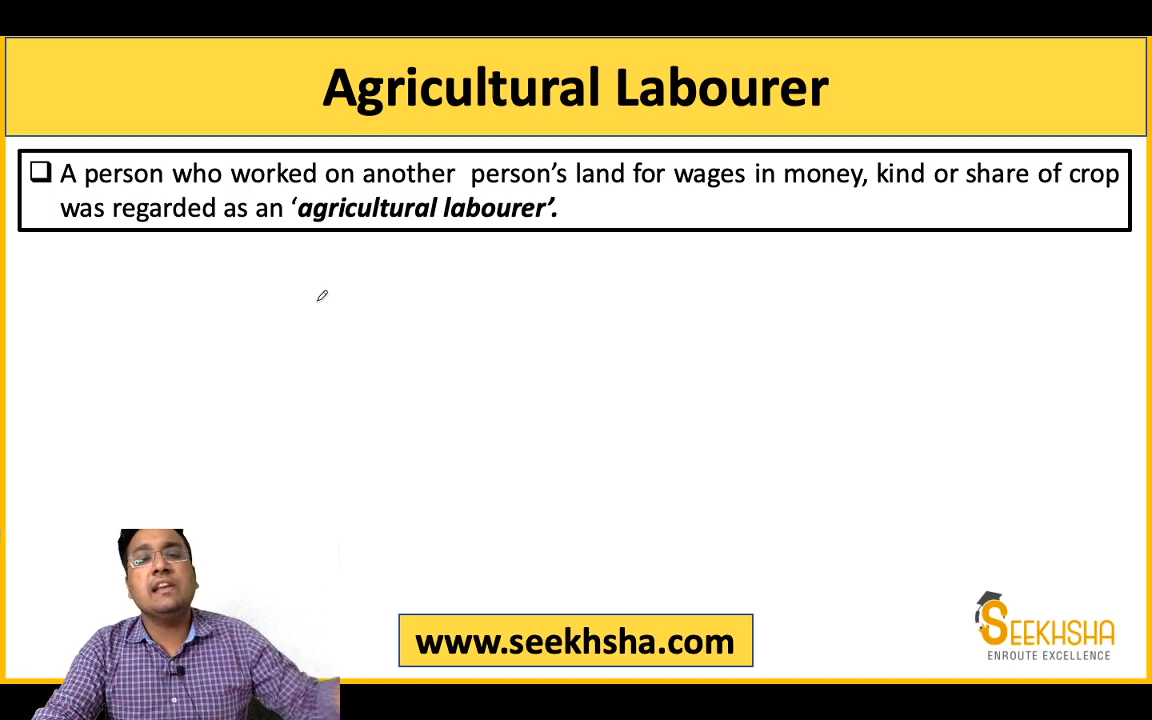 Agricultural Labourer
❑ A person who worked on another person’s land for wages in money, kind or share of crop
was regarded as an ‘agricultural labourer’.
www.seekhsha.com
SEEKHSHA
ENROUTE EXCELLENCE